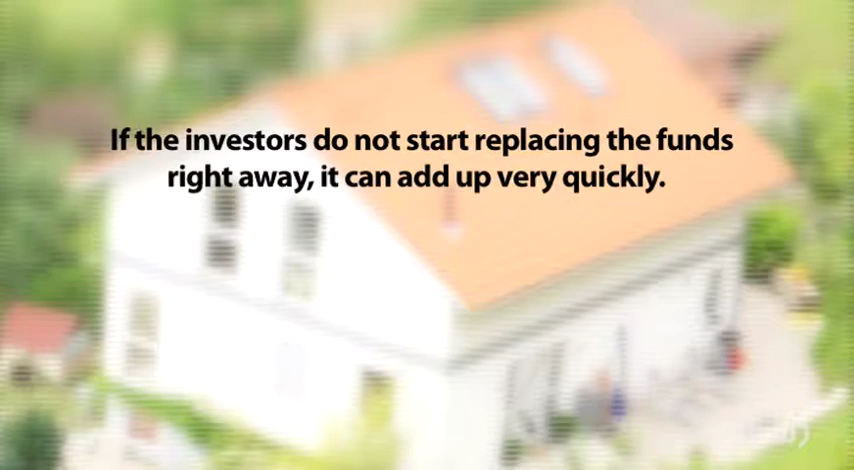 If the investors do not start replacing the funds
right away, it can add up very quickly.